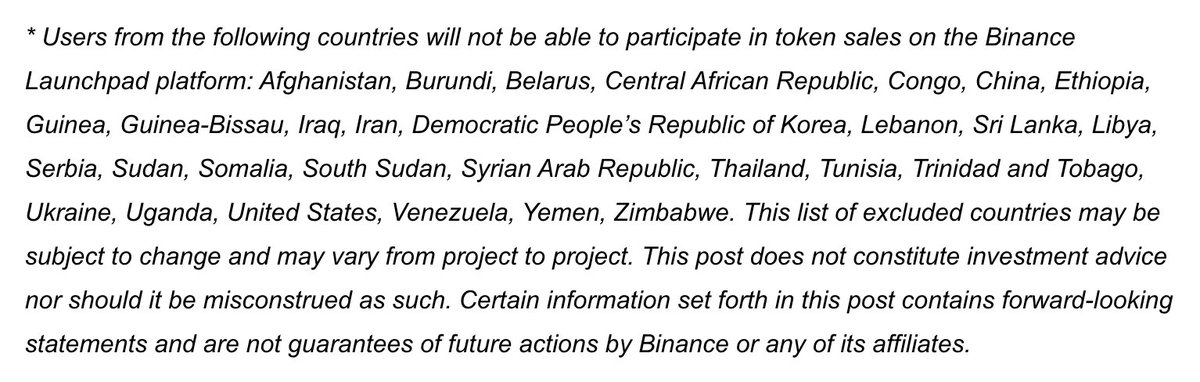 * Users from the following countries will not be able to participate in token sales on the Binance
Launchpad platform: Afghanistan, Burundi, Belarus, Central African Republic, Congo, China, Ethiopia,
Guinea, Guinea-Bissau, Iraq, Iran, Democratic People’s Republic of Korea, Lebanon, Sri Lanka, Libya,
Serbia, Sudan, Somalia, South Sudan, Syrian Arab Republic, Thailand, Tunisia, Trinidad and Tobago,
Ukraine, Uganda, United States, Venezuela, Yemen, Zimbabwe. This list of excluded countries may be
subject to change and may vary from project to project. This post does not constitute investment advice
nor should it be misconstrued as such. Certain information set forth in this post contains forward-looking
statements and are not guarantees of future actions by Binance or any of its affiliates.